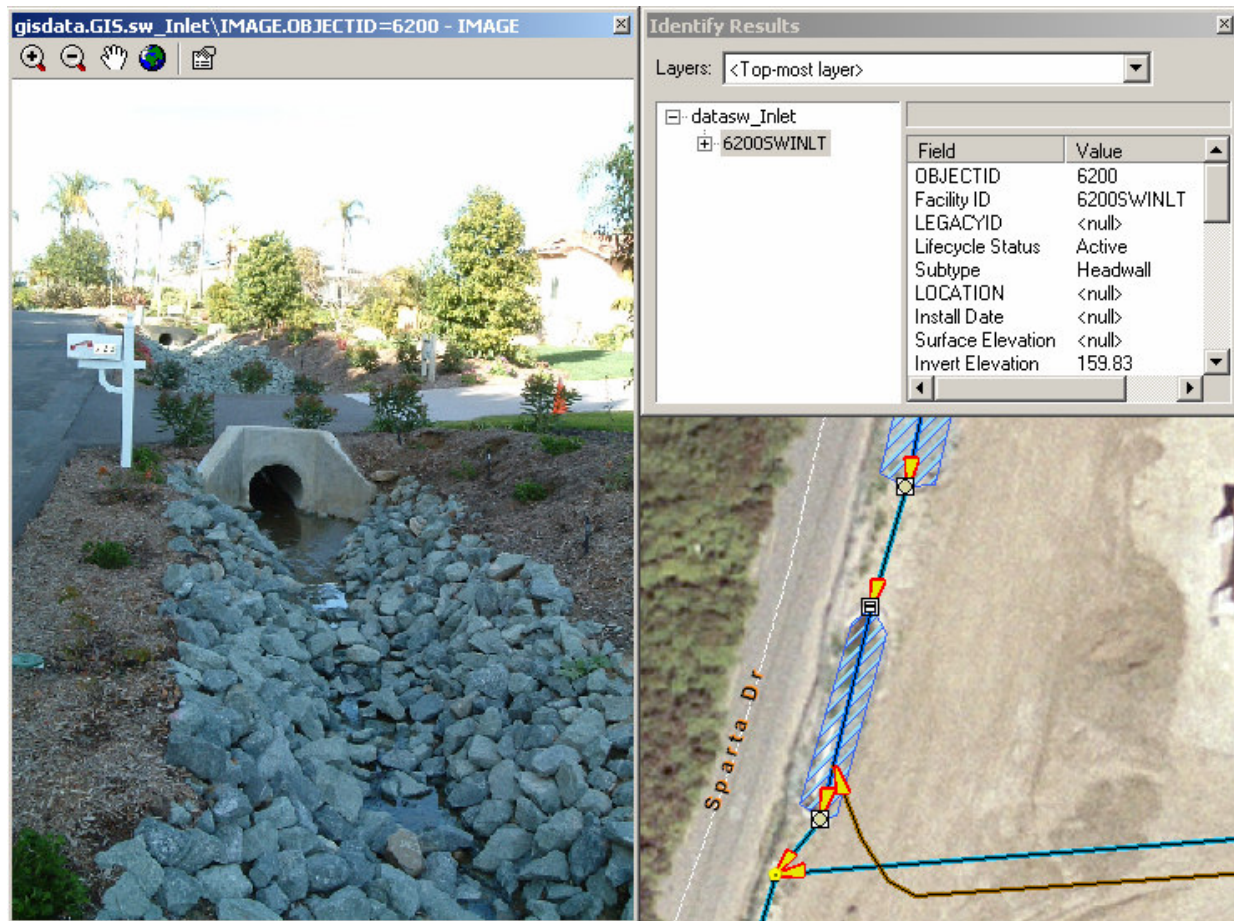 gisdata.GIS.sw_Inlet\IMAGE.OBJECTID=6200 - IMAGE
Identify Results
Layers: <Top-most layer>
datasw_Inlet
6200SWINLT
Field Value
OBJECTID 6200
Facility ID 6200SWINLT
LEGACYID <null>
Lifecycle Status Active
Subtype Headwall
LOCATION <null>
Install Date <null>
Surface Elevation <null>
Invert Elevation 159.83
Sparta Dr